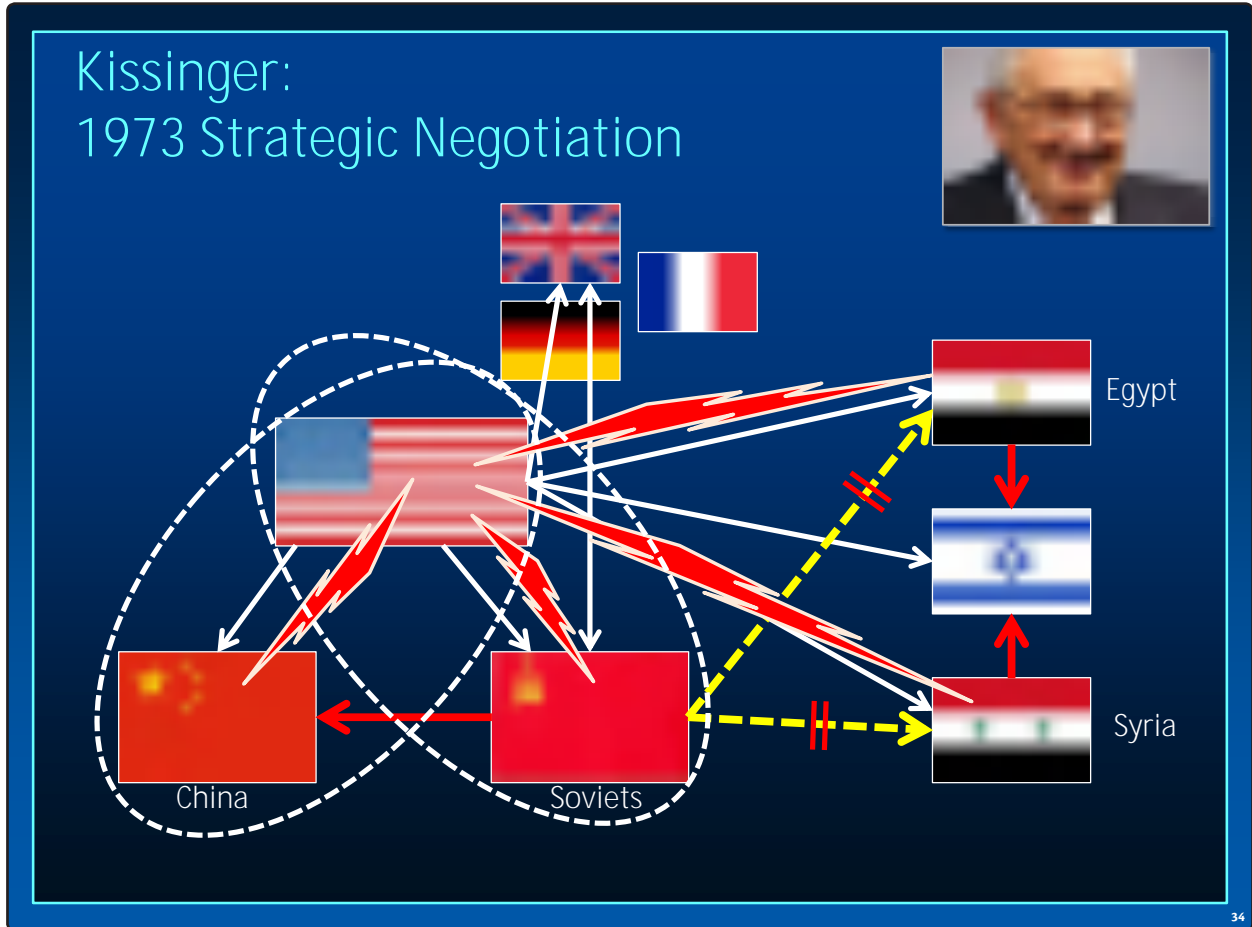 Kissinger:
1973 Strategic Negotiation
Egypt
Syria
China
Soviets
34